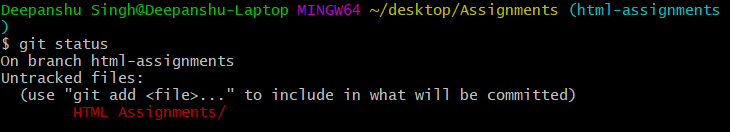 Deepanshu Singh@Deepanshu-Laptop MINGW64 ~/desktop/Assignments (html-assignments
)
$ git status
On branch html-assignments
Untracked files:
  (use "git add <file>..." to include in what will be committed)
        HTML Assignments/